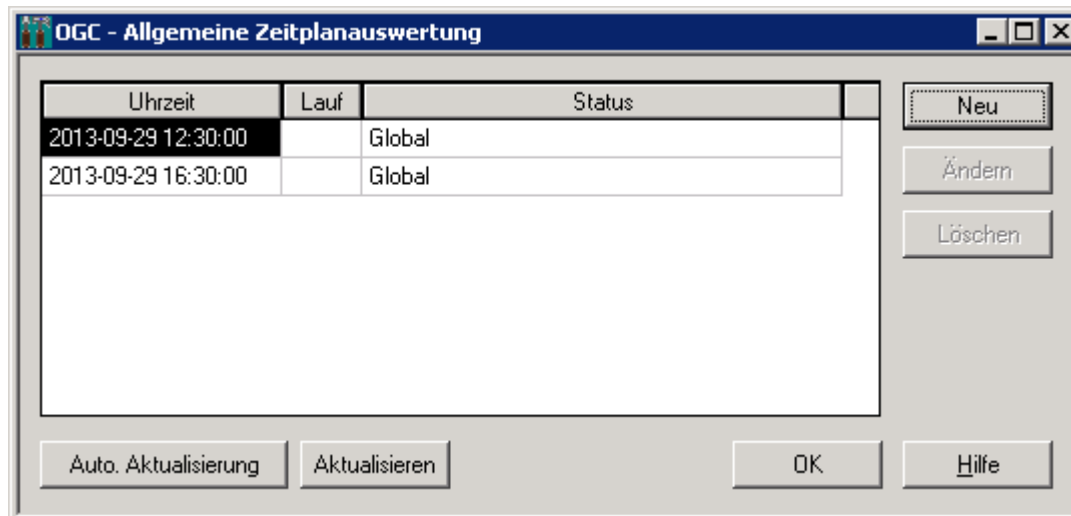 OGC - Allgemeine Zeitplanauswertung
Uhrzeit Lauf Status
2013-09-29 12:30:00 Global
2013-09-29 16:30:00 Global
Neu
Ändern
Löschen
Auto. Aktualisierung Aktualisieren OK Hilfe